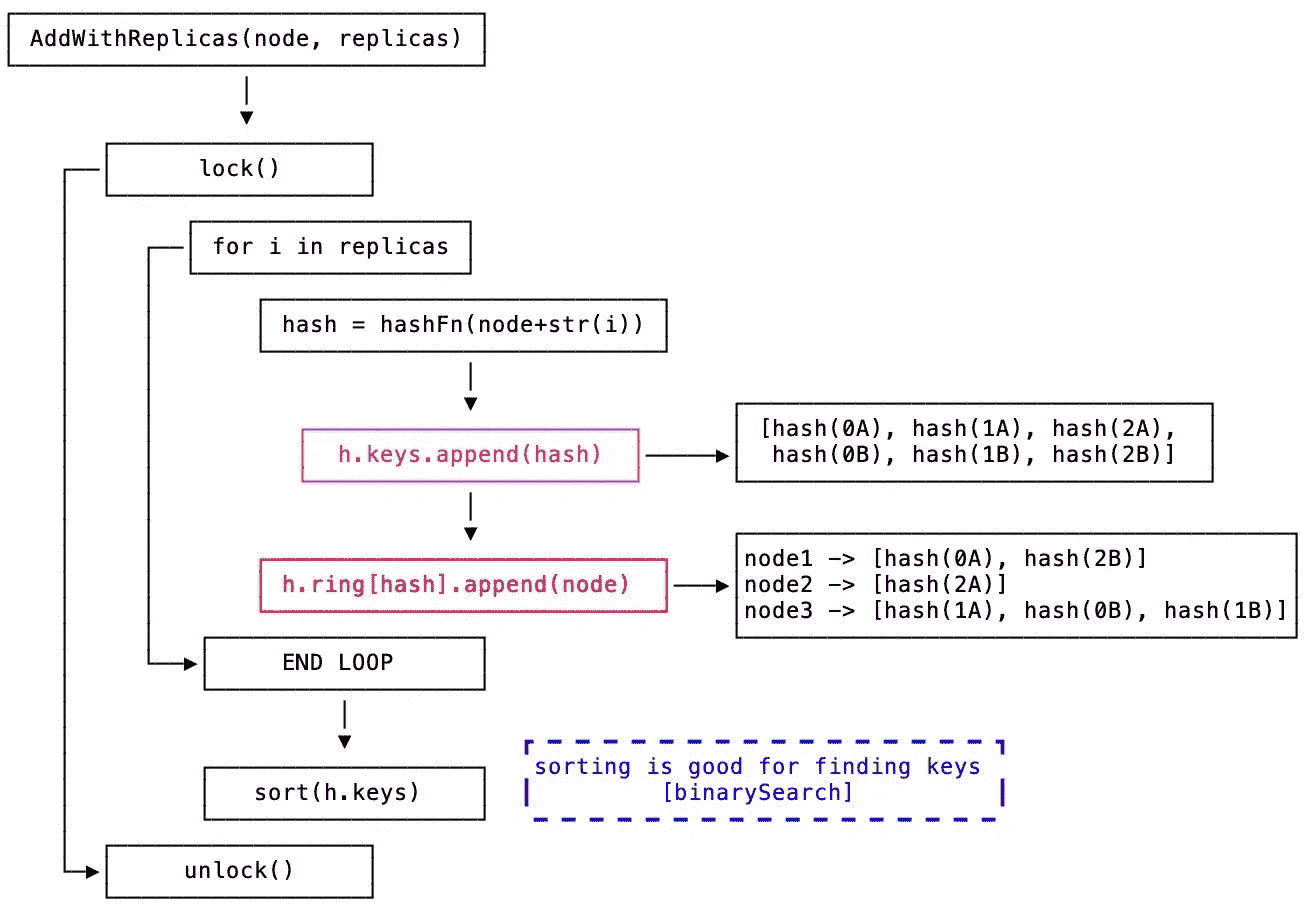 AddWithReplicas(node, replicas)
lock()
for i in replicas
hash = hashFn(node+str(i))
h.keys.append(hash)
[hash(0A), hash(1A), hash(2A),
hash(0B), hash(1B), hash(2B)]
h.ring[hash].append(node)
node1 -> [hash(0A), hash(2B)]
node2 -> [hash(2A)]
node3 -> [hash(1A), hash(0B), hash(1B)]
END LOOP
sort(h.keys)
sorting is good for finding keys
[binarySearch]
unlock()